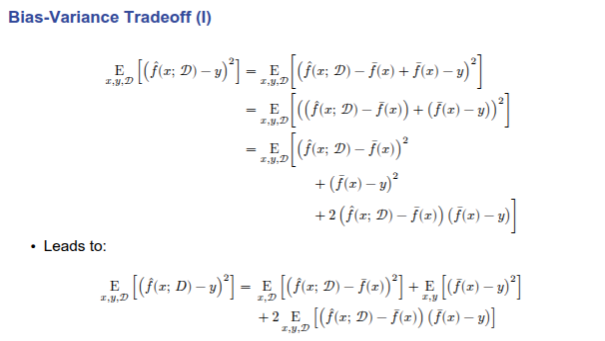 Bias-Variance Tradeoff (I)
E_{x,y,𝒟} [(f̂(x; 𝒟) – y)²] = E_{x,y,𝒟} [(f̂(x; 𝒟) – f̄(x) + f̄(x) – y)²]
= E_{x,y,𝒟} [((f̂(x; 𝒟) – f̄(x)) + (f̄(x) – y))²]
= E_{x,y,𝒟} [(f̂(x; 𝒟) – f̄(x))²
+ (f̄(x) – y)²
+ 2 (f̂(x; 𝒟) – f̄(x)) (f̄(x) – y)]
• Leads to:
E_{x,y,𝒟} [(f̂(x; D) – y)²] = E_{x,𝒟} [(f̂(x; 𝒟) – f̄(x))²] + E_{x,y} [(f̄(x) – y)²]
+ 2 E_{x,y,𝒟} [(f̂(x; 𝒟) – f̄(x)) (f̄(x) – y)]